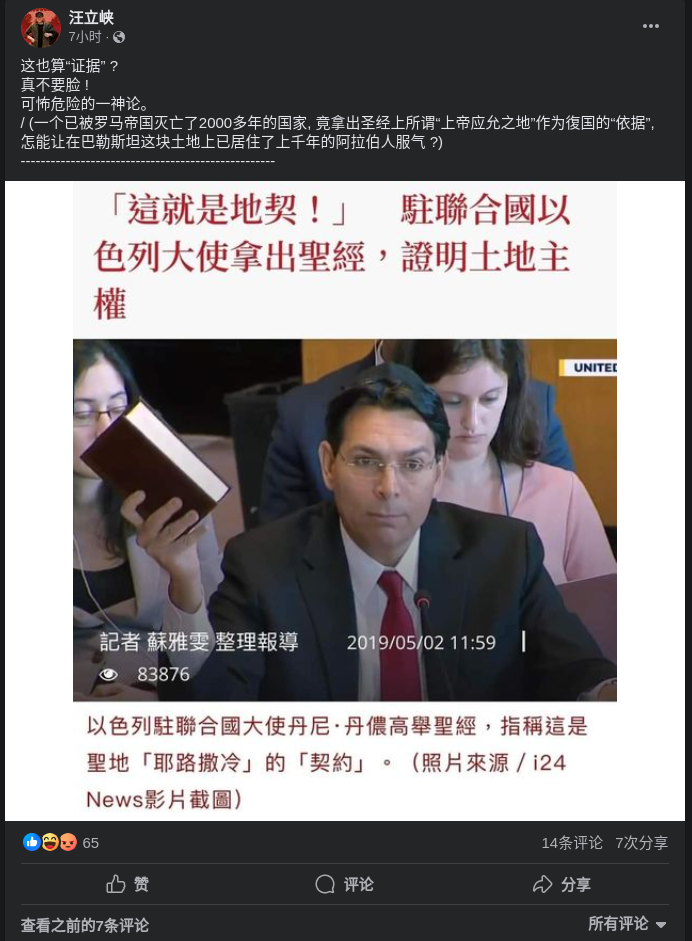 汪立峡
7小时 ·
这也算“证据”？
真不要脸！
可怖危险的一神论。
/ (一个已被罗马帝国灭亡了2000多年的国家, 竟拿出圣经上所谓“上帝应允之地”作为復国的“依据”,
怎能让在巴勒斯坦这块土地上已居住了上千年的阿拉伯人服气 ?)
---------------------------------------------------
「這就是地契！」 駐聯合國以
色列大使拿出聖經，證明土地主
權
UNITED
記者 蘇雅雯 整理報導 2019/05/02 11:59
83876
以色列駐聯合國大使丹尼·丹儂高舉聖經，指稱這是
聖地「耶路撒冷」的「契約」。（照片來源 / i24
News影片截圖）
65 14条评论 7次分享
赞 评论 分享
查看之前的7条评论 所有评论